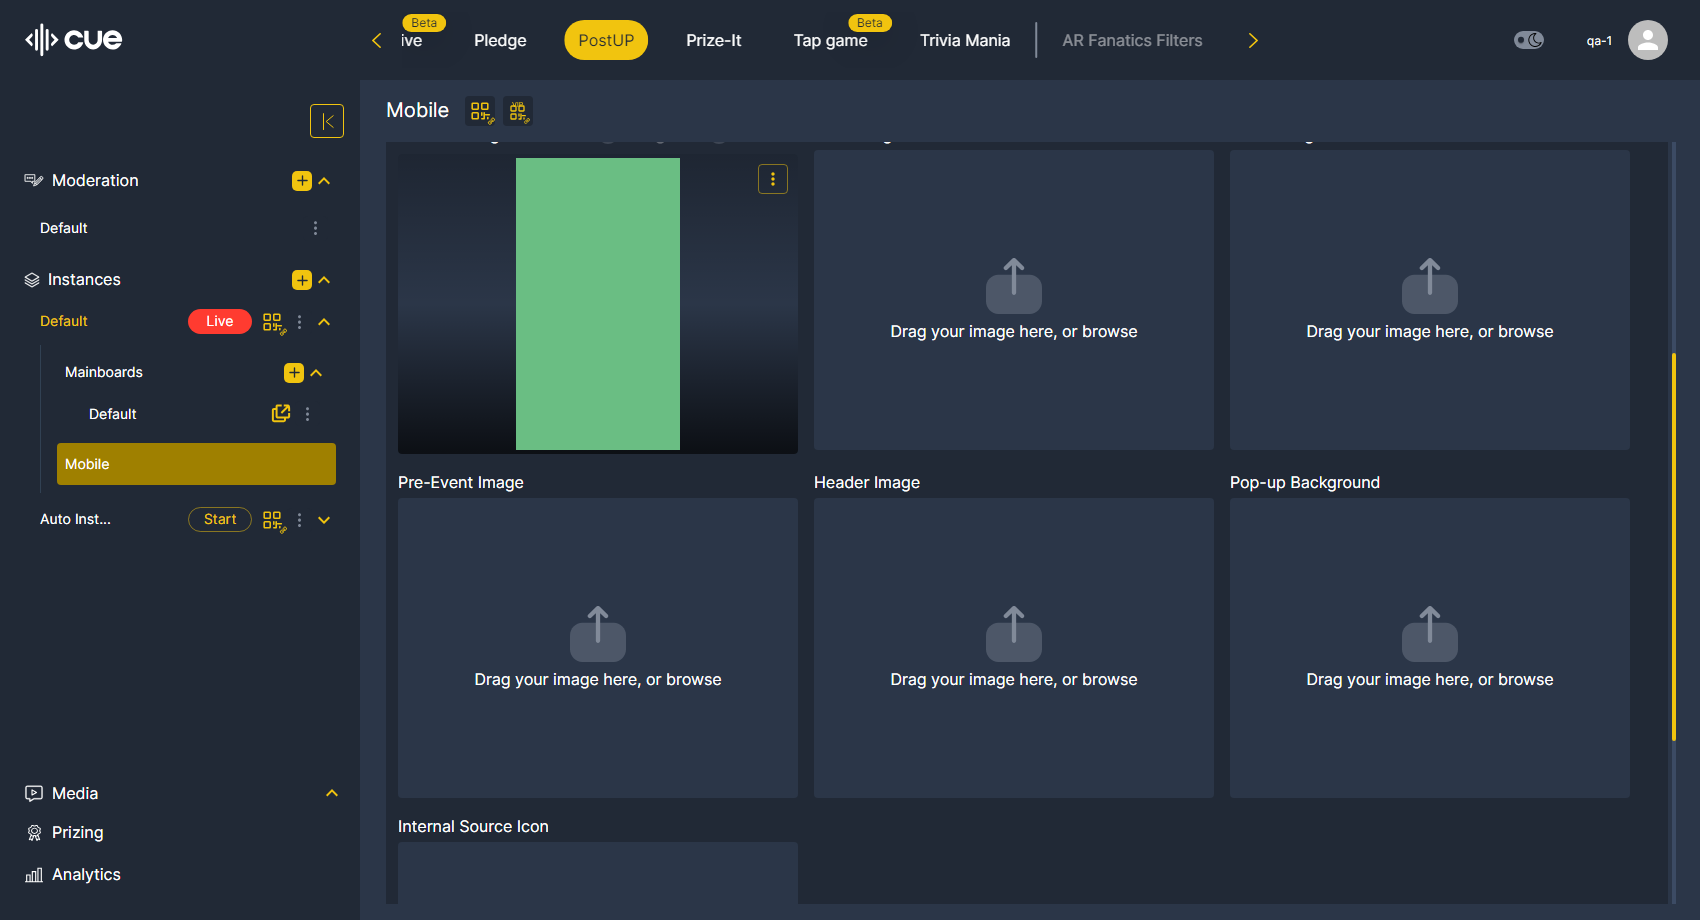 cue
Beta
ive
Pledge
PostUP
Prize-It
Beta
Tap game
Trivia Mania
AR Fanatics Filters
qa-1
Mobile
Moderation
Default
Instances
Default
Live
Mainboards
Default
Mobile
Auto Inst...
Start
Media
Prizing
Analytics
Drag your image here, or browse
Drag your image here, or browse
Pre-Event Image
Header Image
Pop-up Background
Drag your image here, or browse
Drag your image here, or browse
Drag your image here, or browse
Internal Source Icon